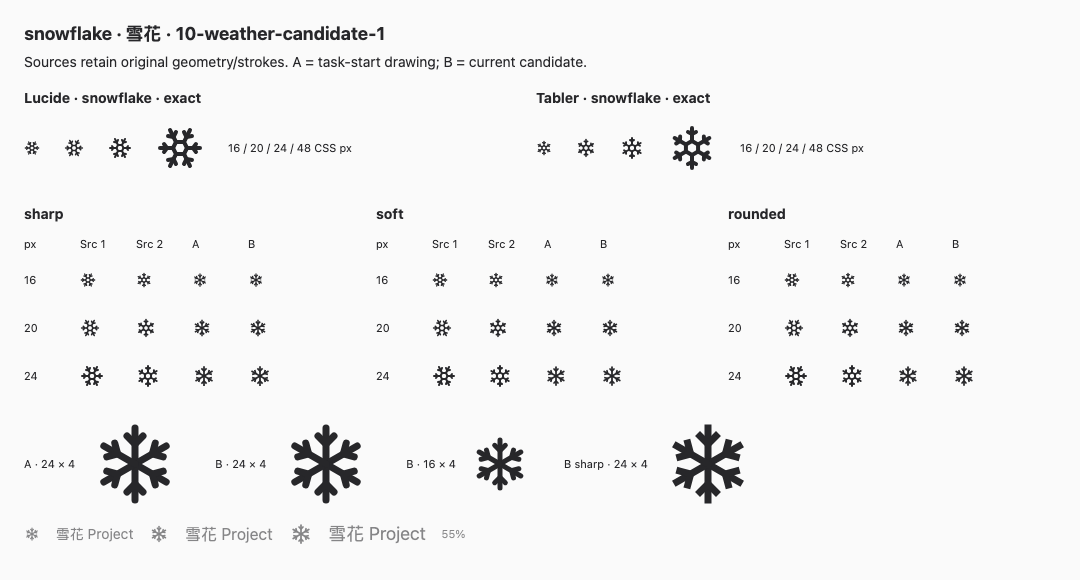 snowflake · 雪花 · 10-weather-candidate-1
Sources retain original geometry/strokes. A = task-start drawing; B = current candidate.
Lucide · snowflake · exact
Tabler · snowflake · exact
16 / 20 / 24 / 48 CSS px
16 / 20 / 24 / 48 CSS px
sharp
soft
rounded
px Src 1 Src 2 A B
px Src 1 Src 2 A B
px Src 1 Src 2 A B
16
16
16
20
20
20
24
24
24
A · 24 × 4
B · 24 × 4
B · 16 × 4
B sharp · 24 × 4
雪花 Project
雪花 Project
雪花 Project
55%